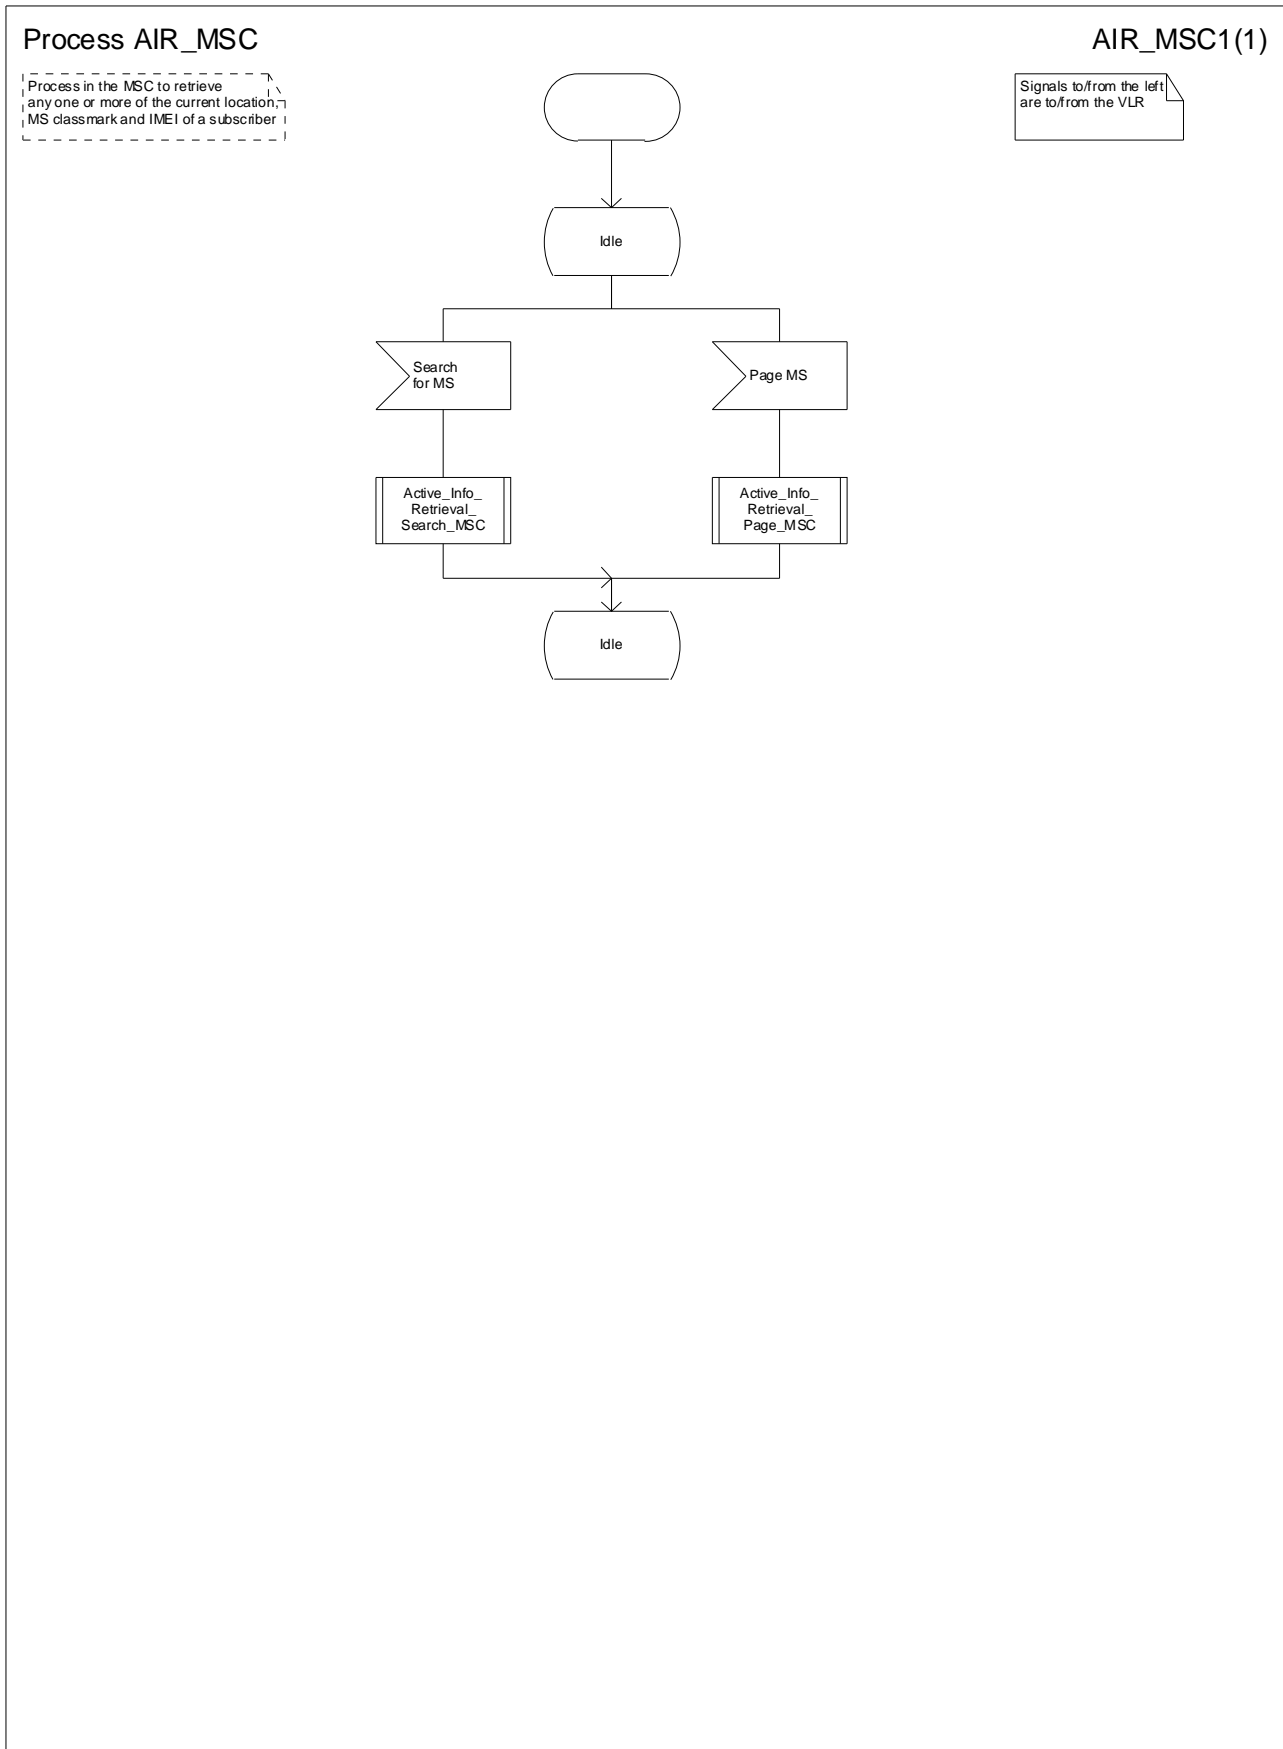 Process AIR_MSC
AIR_MSC1(1)
Process in the MSC to retrieve
any one or more of the current location,
MS classmark and IMEI of a subscriber
Signals to/from the left
are to/from the VLR
Idle
Search
for MS
Page MS
Active_Info_
Retrieval_
Search_MSC
Active_Info_
Retrieval_
Page_MSC
Idle